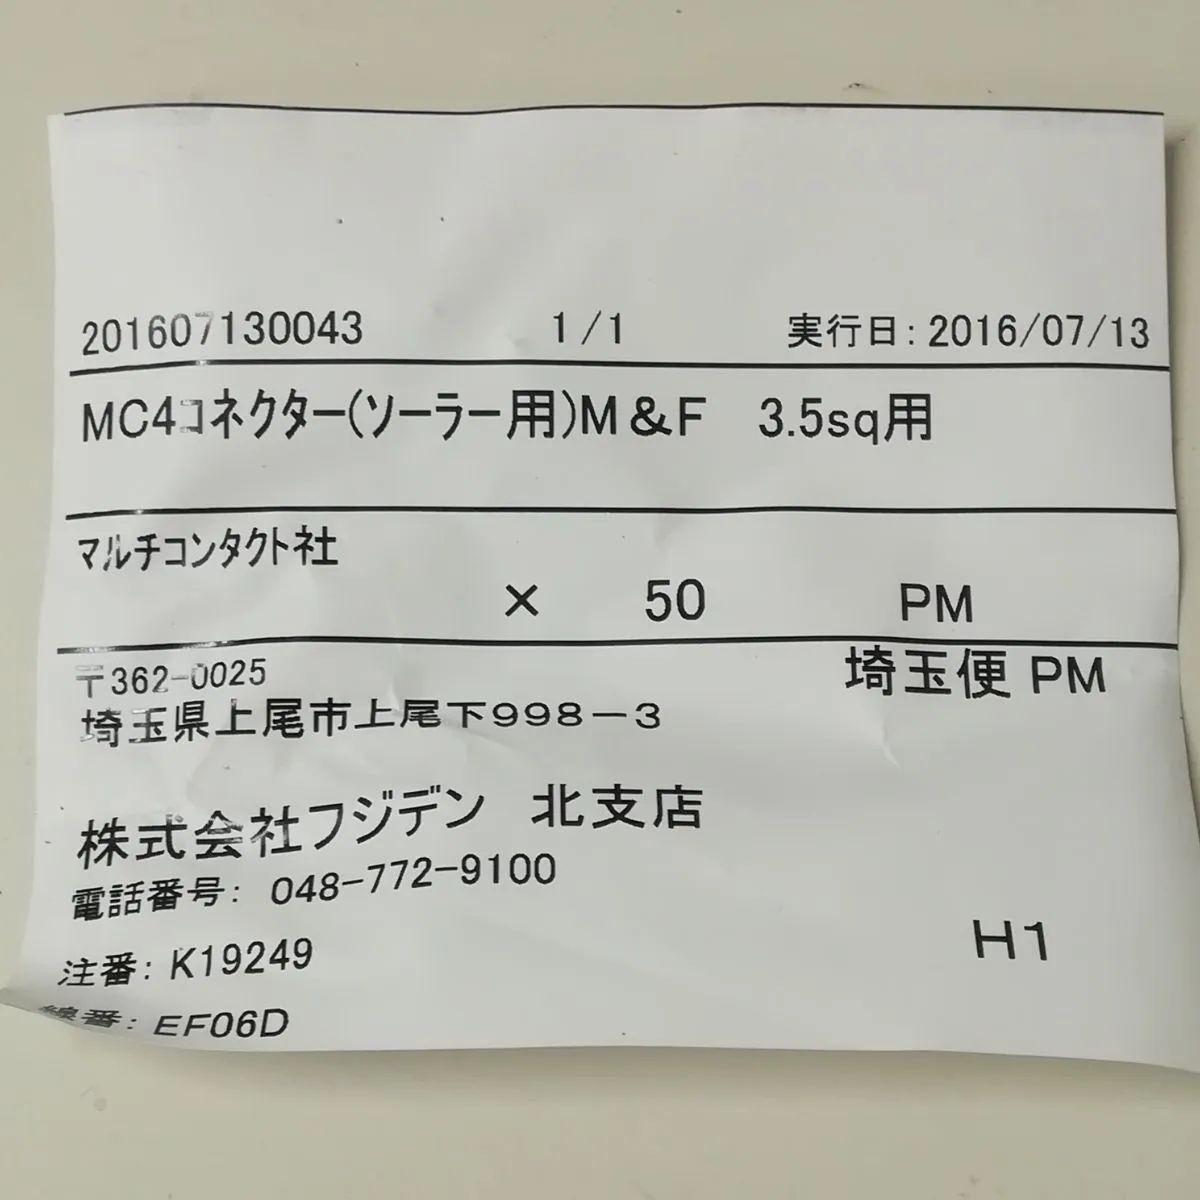 201607130043 1/1 実行日: 2016/07/13
MC4コネクター(ソーラー用)M&F 3.5sq用
マルチコンタクト社
× 50 PM
〒362-0025 埼玉便 PM
埼玉県上尾市上尾下998-3
株式会社フジデン 北支店
電話番号: 048-772-9100
注番: K19249 H1
線番: EF06D